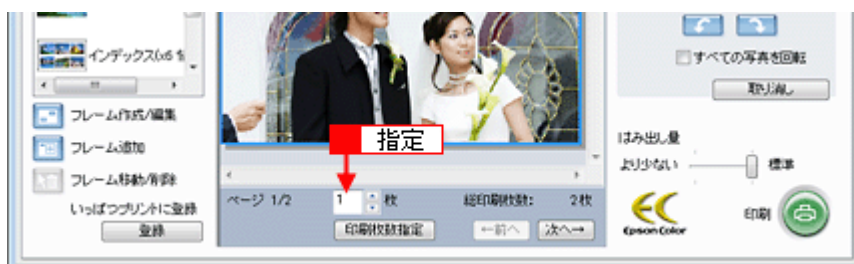 インデックス(x6 
フレーム作成/編集
フレーム追加
フレーム移動/削除
いっぱつプリントに登録
登録
指定
ページ 1/2
1
枚
総印刷枚数:
2枚
印刷枚数指定
←前へ
次へ→
すべての写真を回転
取り消し
はみ出し量
より少ない
標準
Epson Color
印刷